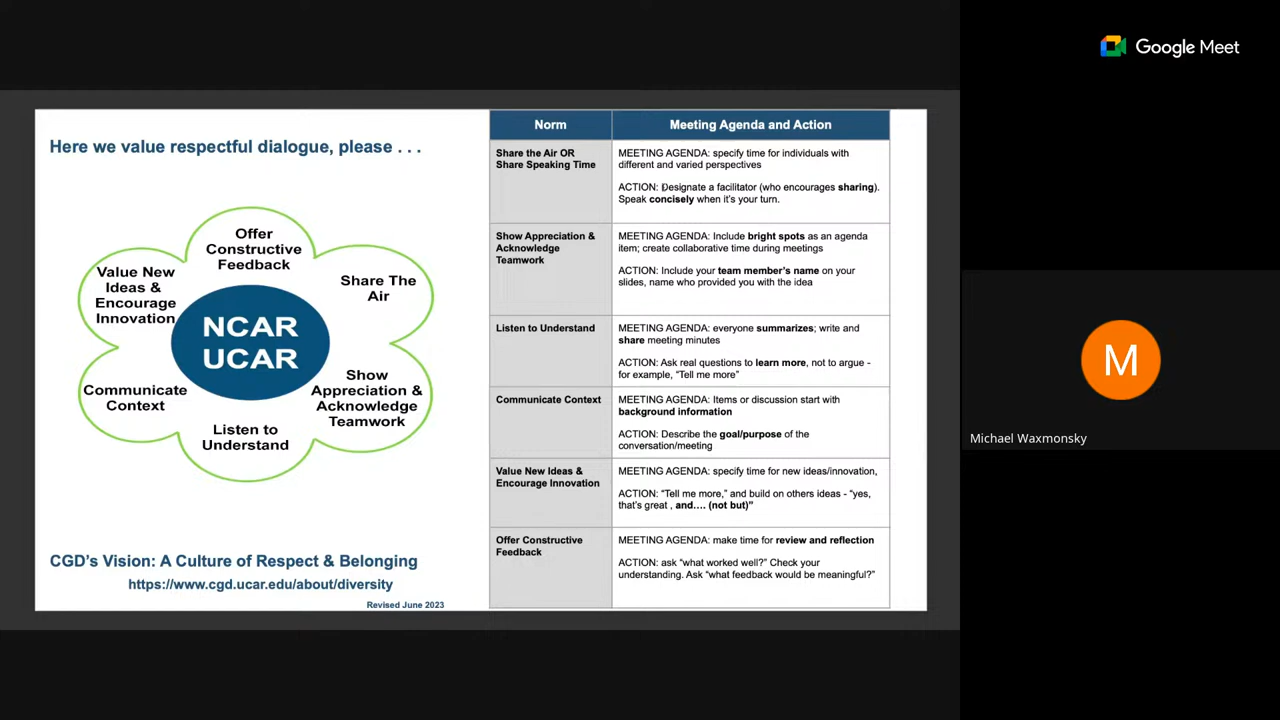 Google Meet
Here we value respectful dialogue, please . . .
Offer
Constructive
Feedback
Share The
Air
Show
Appreciation &
Acknowledge
Teamwork
Listen to
Understand
Communicate
Context
Value New
Ideas &
Encourage
Innovation
NCAR
UCAR
CGD's Vision: A Culture of Respect & Belonging
https://www.cgd.ucar.edu/about/diversity
Revised June 2023
Norm
Meeting Agenda and Action
Share the Air OR
Share Speaking Time
MEETING AGENDA: specify time for individuals with
different and varied perspectives
ACTION: Designate a facilitator (who encourages sharing).
Speak concisely when it's your turn.
Show Appreciation &
Acknowledge
Teamwork
MEETING AGENDA: Include bright spots as an agenda
item; create collaborative time during meetings
ACTION: Include your team member's name on your
slides, name who provided you with the idea
Listen to Understand
MEETING AGENDA: everyone summarizes; write and
share meeting minutes
ACTION: Ask real questions to learn more, not to argue -
for example, "Tell me more"
Communicate Context
MEETING AGENDA: Items or discussion start with
background information
ACTION: Describe the goal/purpose of the
conversation/meeting
Value New Ideas &
Encourage Innovation
MEETING AGENDA: specify time for new ideas/innovation,
ACTION: "Tell me more," and build on others ideas - "yes,
that's great , and.... (not but)"
Offer Constructive
Feedback
MEETING AGENDA: make time for review and reflection
ACTION: ask "what worked well?" Check your
understanding. Ask "what feedback would be meaningful?"
M
Michael Waxmonsky